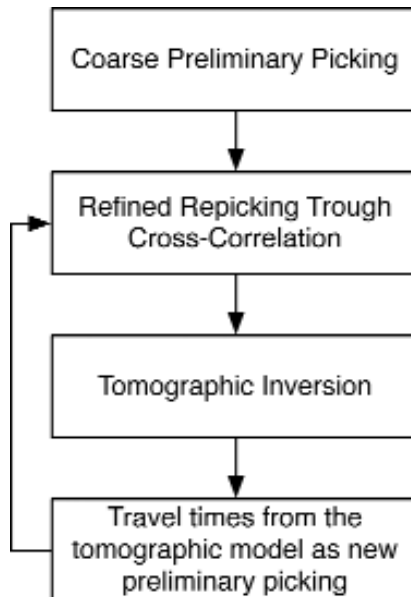 Coarse Preliminary Picking
Refined Repicking Trough
Cross-Correlation
Tomographic Inversion
Travel times from the
tomographic model as new
preliminary picking